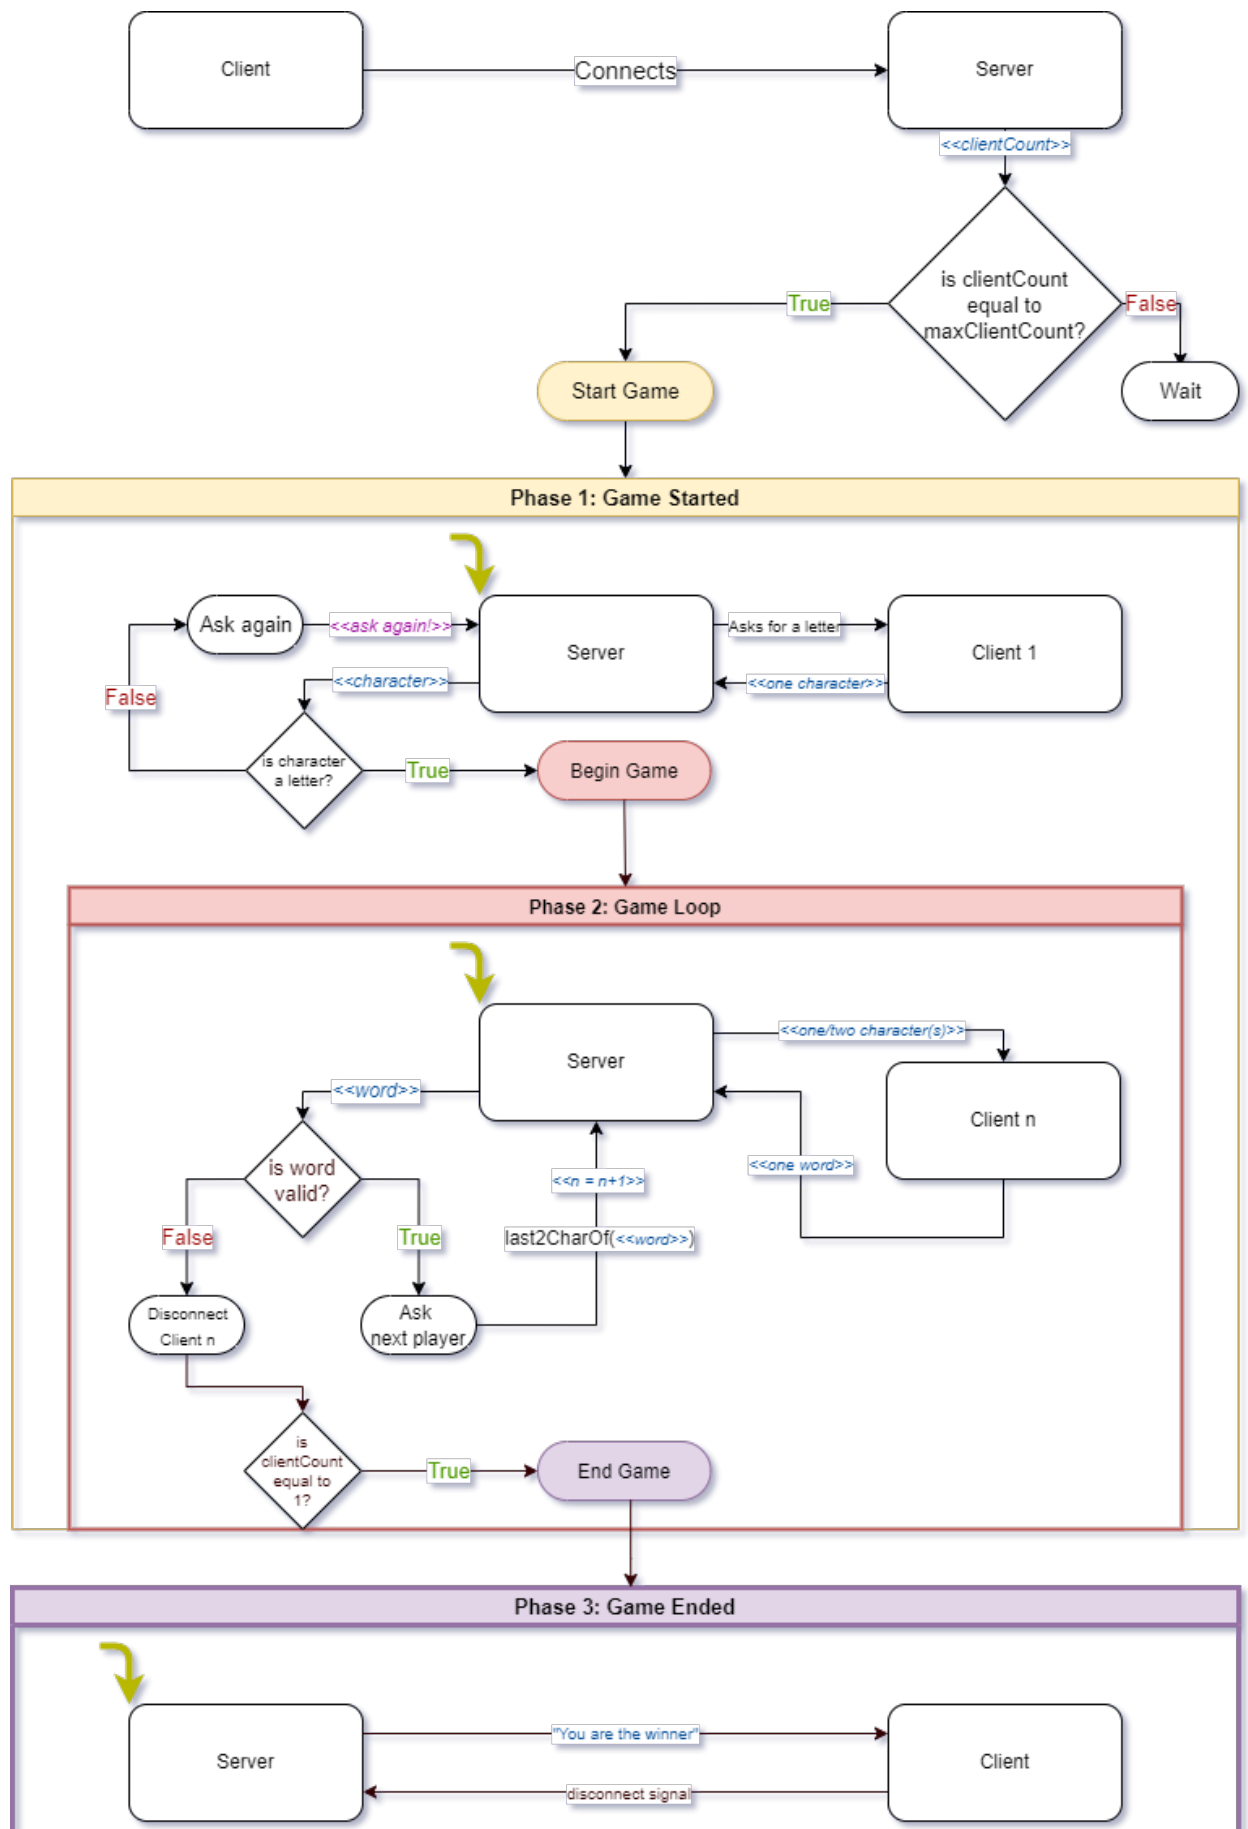 Client
Connects
Server
<<clientCount>>
is clientCount
equal to
maxClientCount?
True
False
Start Game
Wait
Phase 1: Game Started
Ask again
<<ask again!>>
Server
Asks for a letter
Client 1
<<character>>
<<one character>>
False
is character
a letter?
True
Begin Game
Phase 2: Game Loop
Server
<<one/two character(s)>>
<<word>>
Client n
is word
valid?
<<one word>>
<<n = n+1>>
False
True
last2CharOf(<<word>>)
Disconnect
Client n
Ask
next player
is
clientCount
equal to
1?
True
End Game
Phase 3: Game Ended
Server
"You are the winner"
Client
disconnect signal